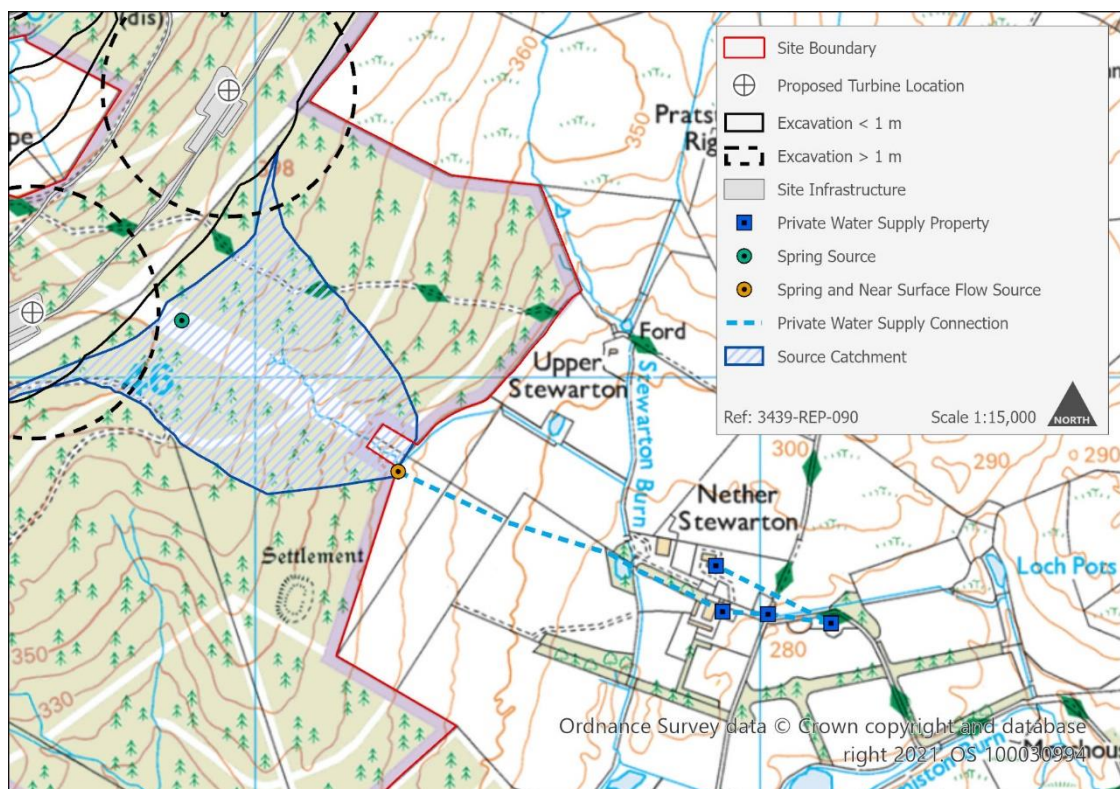 (dis)
360
350
Prats
Rig
398
46
Ford
Upper
Stewarton
Stewarton Burn
Nether
Stewarton
Settlement
300
290
290
Loch Pots
280
350
330
Site Boundary
Proposed Turbine Location
Excavation < 1 m
Excavation > 1 m
Site Infrastructure
Private Water Supply Property
Spring Source
Spring and Near Surface Flow Source
Private Water Supply Connection
Source Catchment
Ref: 3439-REP-090
Scale 1:15,000
NORTH
Ordnance Survey data © Crown copyright and database
right 2021. OS 100030994